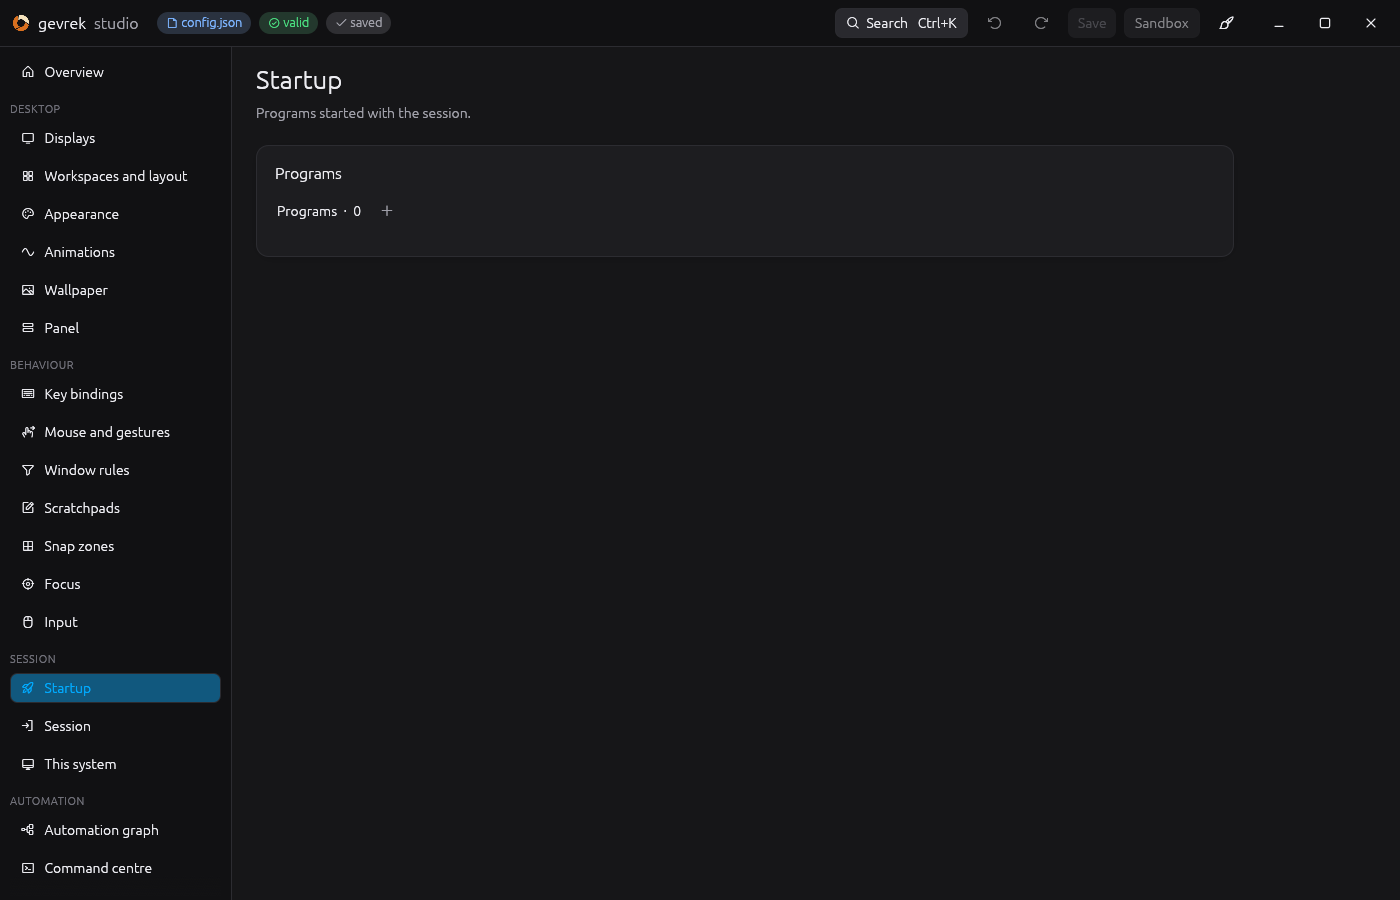 gevrek studio config.json valid saved Search Ctrl+K Save Sandbox
Overview
DESKTOP
Displays
Workspaces and layout
Appearance
Animations
Wallpaper
Panel
BEHAVIOUR
Key bindings
Mouse and gestures
Window rules
Scratchpads
Snap zones
Focus
Input
SESSION
Startup
Session
This system
AUTOMATION
Automation graph
Command centre
Startup
Programs started with the session.
Programs
Programs · 0